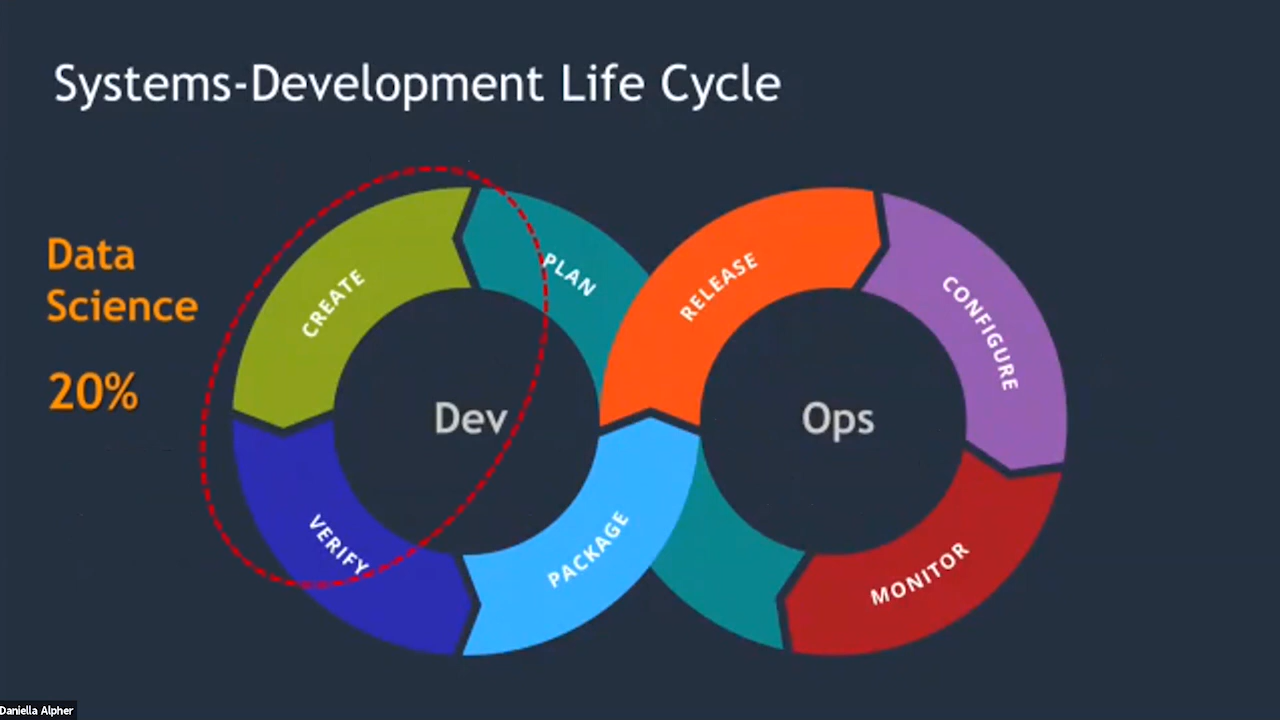 Systems-Development Life Cycle
Data
Science
20%
CREATE
PLAN
VERIFY
PACKAGE
Dev
RELEASE
CONFIGURE
MONITOR
Ops
Daniella Alpher